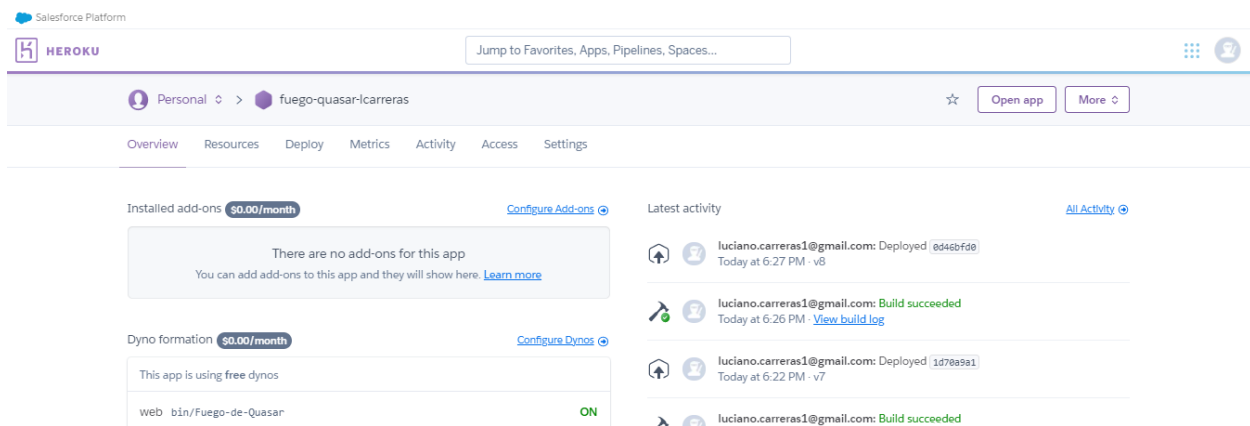 Salesforce Platform
HEROKU
Jump to Favorites, Apps, Pipelines, Spaces...
Personal > fuego-quasar-lcarreras
Open app
More
Overview Resources Deploy Metrics Activity Access Settings
Installed add-ons $0.00/month
Configure Add-ons
There are no add-ons for this app
You can add add-ons to this app and they will show here. Learn more
Dyno formation $0.00/month
Configure Dynos
This app is using free dynos
web bin/Fuego-de-Quasar
ON
Latest activity
All Activity
luciano.carreras1@gmail.com: Deployed 0d46bfd0
Today at 6:27 PM · v8
luciano.carreras1@gmail.com: Build succeeded
Today at 6:26 PM · View build log
luciano.carreras1@gmail.com: Deployed 1d70a9a1
Today at 6:22 PM · v7
luciano.carreras1@gmail.com: Build succeeded